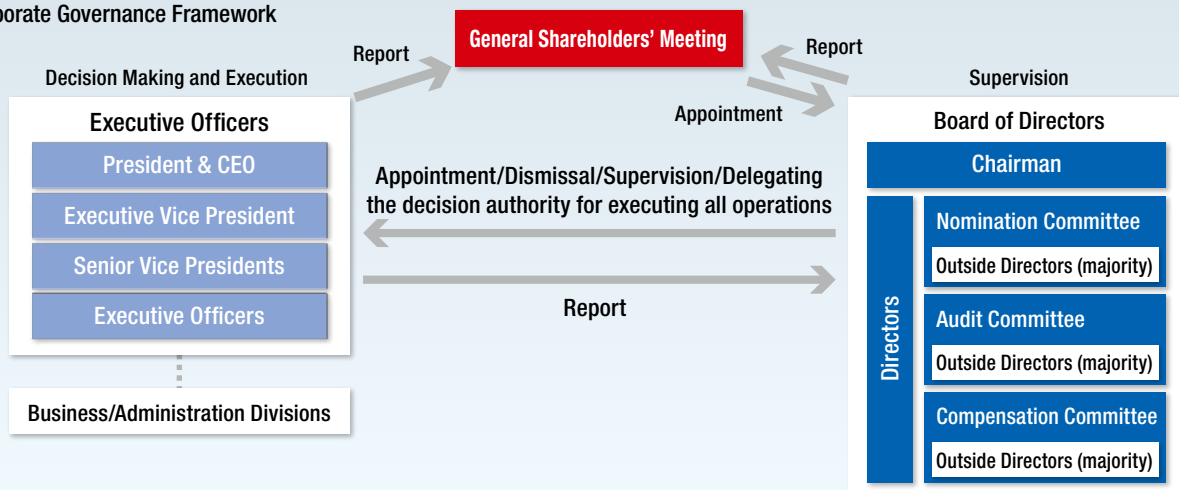 porate Governance Framework
General Shareholders' Meeting
Report
Report
Appointment
Decision Making and Execution
Executive Officers
President & CEO
Executive Vice President
Senior Vice Presidents
Executive Officers
Business/Administration Divisions
Appointment/Dismissal/Supervision/Delegating
the decision authority for executing all operations
Report
Supervision
Board of Directors
Chairman
Directors
Nomination Committee
Outside Directors (majority)
Audit Committee
Outside Directors (majority)
Compensation Committee
Outside Directors (majority)